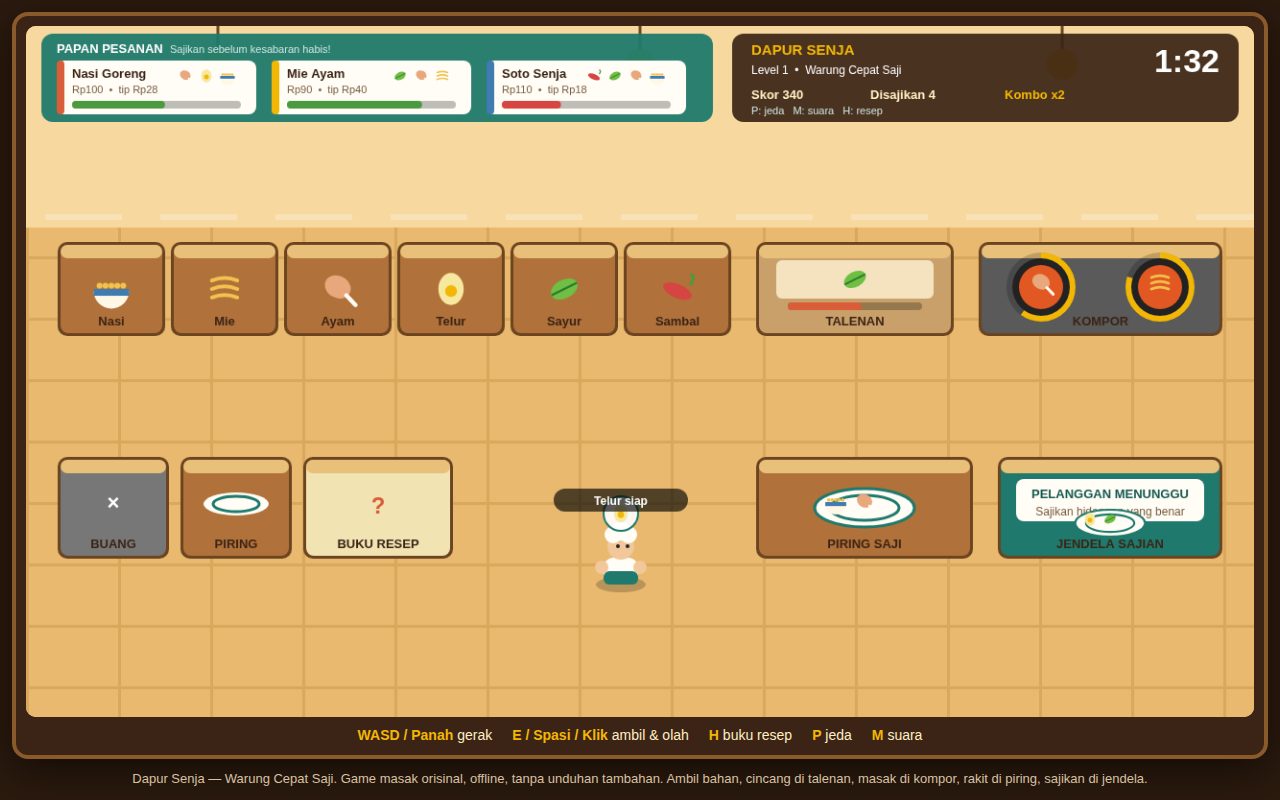 PAPAN PESANAN Sajikan sebelum kesabaran habis!
Nasi Goreng
Rp100 • tip Rp28
Mie Ayam
Rp90 • tip Rp40
Soto Senja
Rp110 • tip Rp18
DAPUR SENJA
1:32
Level 1 • Warung Cepat Saji
Skor 340 Disajikan 4 Kombo x2
P: jeda M: suara H: resep
Nasi
Mie
Ayam
Telur
Sayur
Sambal
TALENAN
KOMPOR
×
BUANG
PIRING
?
BUKU RESEP
Telur siap
PIRING SAJI
PELANGGAN MENUNGGU
Sajikan yang benar
JENDELA SAJIAN
WASD / Panah gerak E / Spasi / Klik ambil & olah H buku resep P jeda M suara
Dapur Senja — Warung Cepat Saji. Game masak orisinal, offline, tanpa unduhan tambahan. Ambil bahan, cincang di talenan, masak di kompor, rakit di piring, sajikan di jendela.